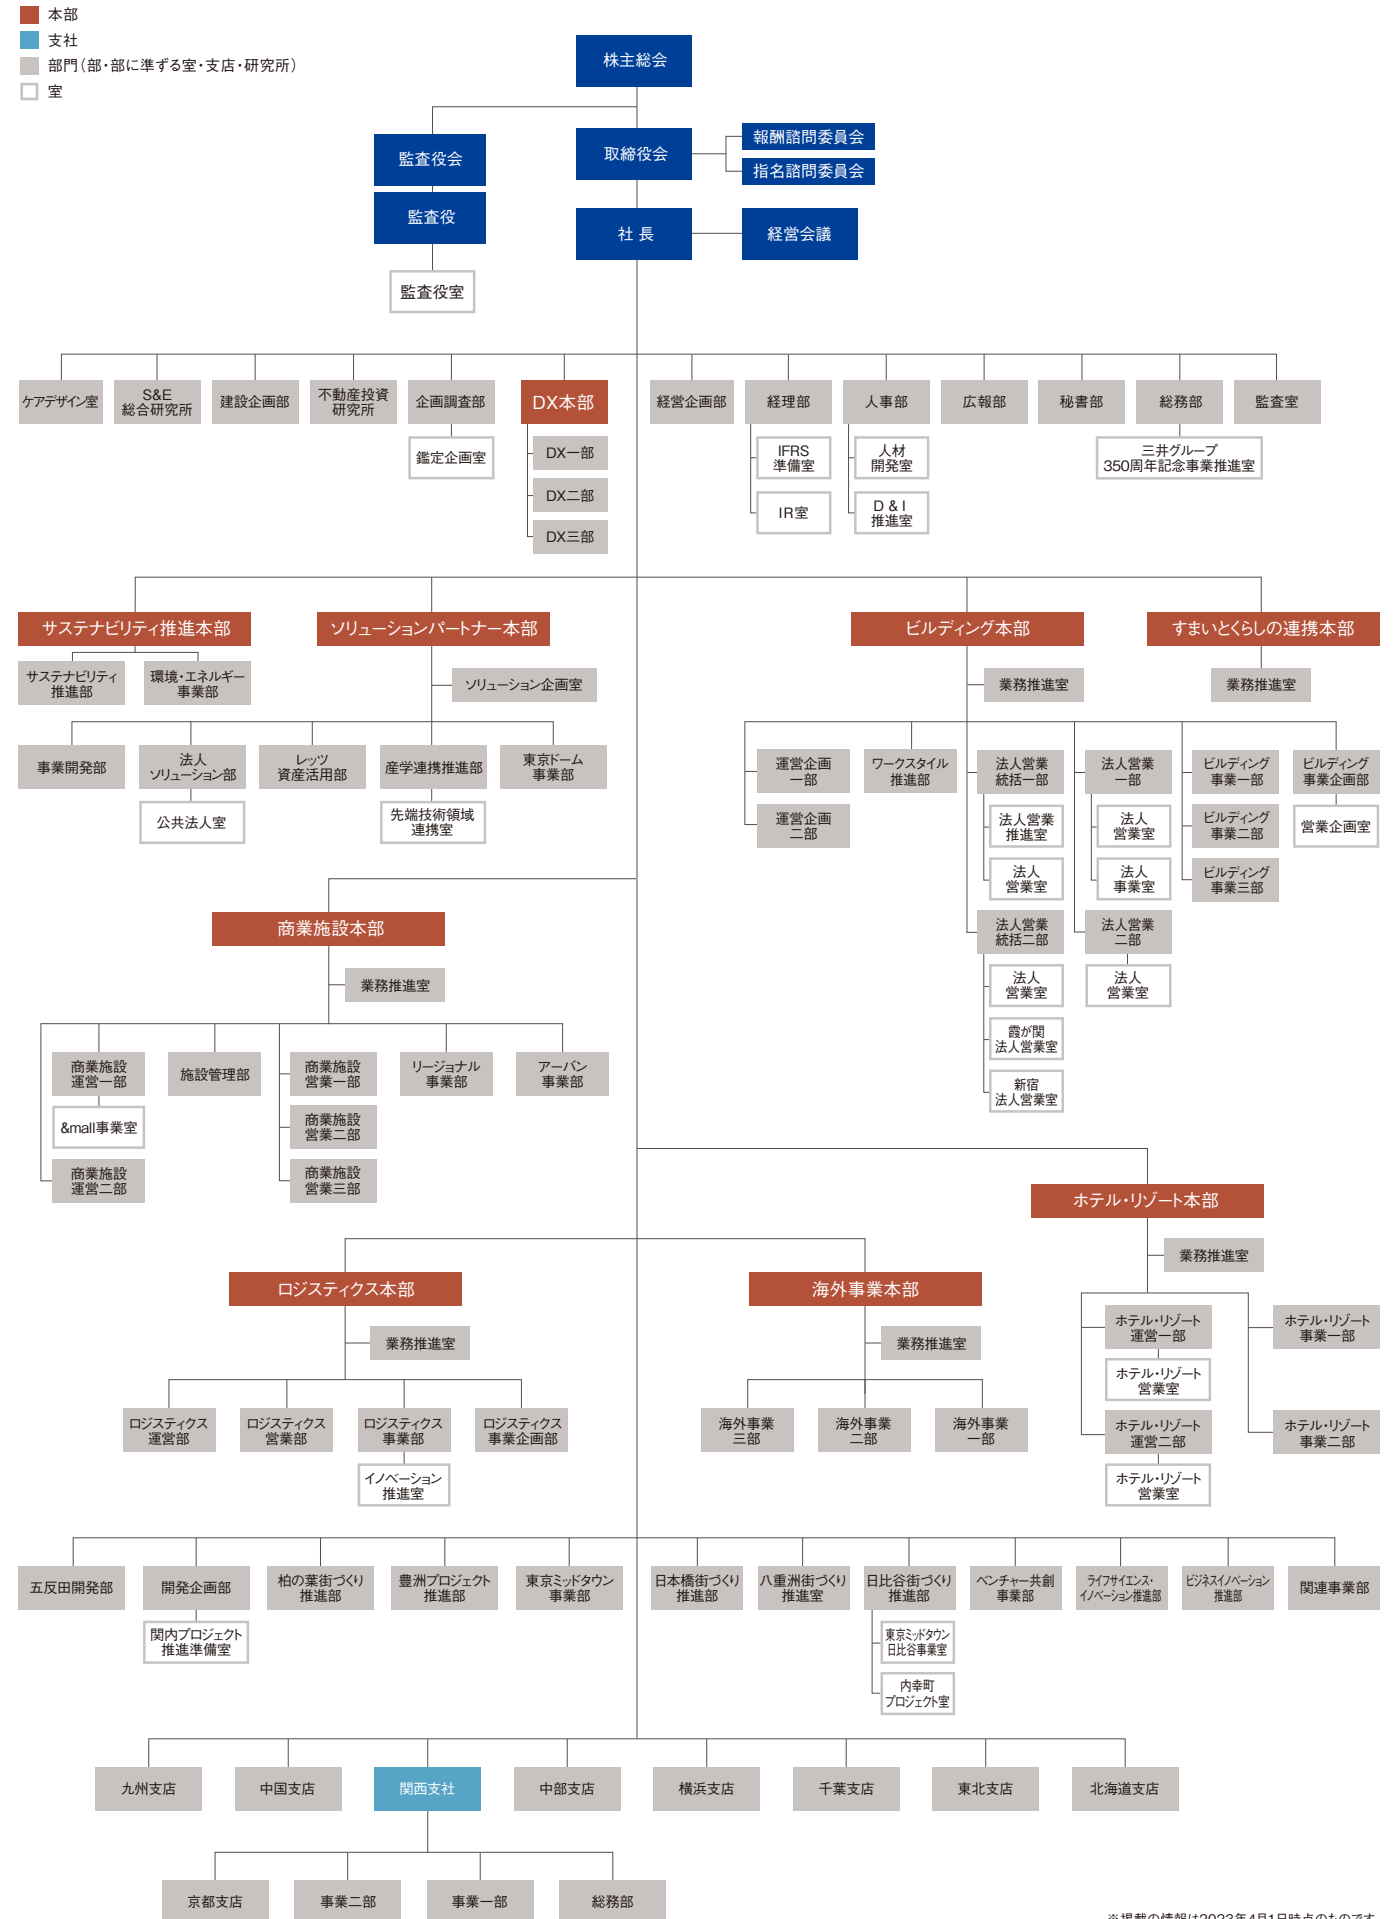 本部
支社
部門(部・部に準ずる室・支店・研究所)
室
株主総会
監査役会
取締役会
報酬諮問委員会
指名諮問委員会
監査役
社 長
経営会議
監査役室
ケアデザイン室
S&E
総合研究所
建設企画部
不動産投資
研究所
企画調査部
DX本部
経営企画部
経理部
人事部
広報部
秘書部
総務部
監査室
鑑定企画室
DX一部
DX二部
DX三部
IFRS
準備室
IR室
人材
開発室
D & I
推進室
三井グループ
350周年記念事業推進室
サステナビリティ推進本部
ソリューションパートナー本部
ビルディング本部
すまいとくらしの連携本部
サステナビリティ
推進部
環境・エネルギー
事業部
ソリューション企画室
業務推進室
業務推進室
事業開発部
法人
ソリューション部
レッツ
資産活用部
産学連携推進部
東京ドーム
事業部
公共法人室
先端技術領域
連携室
運営企画
一部
運営企画
二部
ワークスタイル
推進部
法人営業
統括一部
法人営業
推進室
法人
営業室
法人営業
統括二部
法人
営業室
霞が関
法人営業室
新宿
法人営業室
法人営業
一部
法人
営業室
法人
事業室
法人営業
二部
法人
営業室
ビルディング
事業一部
ビルディング
事業二部
ビルディング
事業三部
ビルディング
事業企画部
営業企画室
商業施設本部
業務推進室
商業施設
運営一部
&mall事業室
商業施設
運営二部
施設管理部
商業施設
営業一部
商業施設
営業二部
商業施設
営業三部
リージョナル
事業部
アーバン
事業部
ホテル・リゾート本部
業務推進室
ホテル・リゾート
運営一部
ホテル・リゾート
営業室
ホテル・リゾート
運営二部
ホテル・リゾート
営業室
ホテル・リゾート
事業一部
ホテル・リゾート
事業二部
ロジスティクス本部
業務推進室
ロジスティクス
運営部
ロジスティクス
営業部
ロジスティクス
事業部
イノベーション
推進室
ロジスティクス
事業企画部
海外事業本部
業務推進室
海外事業
三部
海外事業
二部
海外事業
一部
五反田開発部
開発企画部
関内プロジェクト
推進準備室
柏の葉街づくり
推進部
豊洲プロジェクト
推進部
東京ミッドタウン
事業部
日本橋街づくり
推進部
八重洲街づくり
推進室
日比谷街づくり
推進部
東京ミッドタウン
日比谷事業室
内幸町
プロジェクト室
ベンチャー共創
事業部
ライフサイエンス・
イノベーション推進部
ビジネスイノベーション
推進部
関連事業部
九州支店
中国支店
関西支社
中部支店
横浜支店
千葉支店
東北支店
北海道支店
京都支店
事業二部
事業一部
総務部
※掲載の情報は2023年4月1日時点のものです